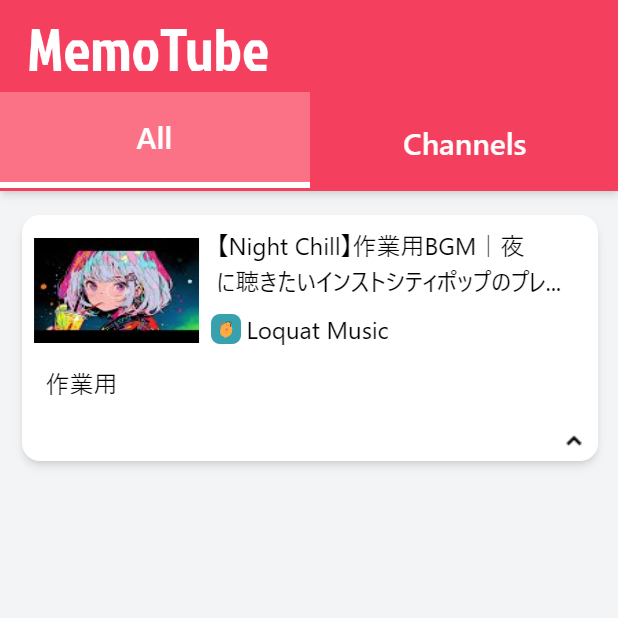 MemoTube
All
Channels
【Night Chill】作業用BGM｜夜
に聴きたいインストシティポップのプレ...
Loquat Music
作業用